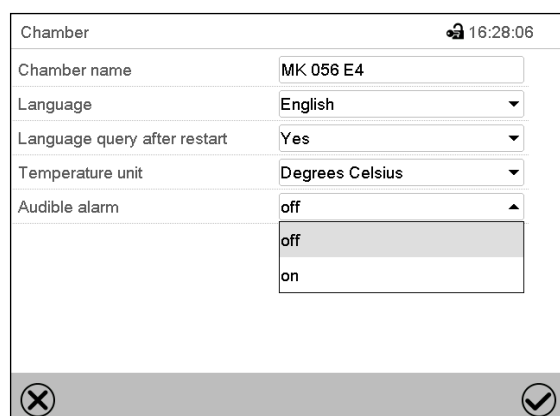 Chamber 16:28:06
Chamber name MK 056 E4
Language English
Language query after restart Yes
Temperature unit Degrees Celsius
Audible alarm off
off
on